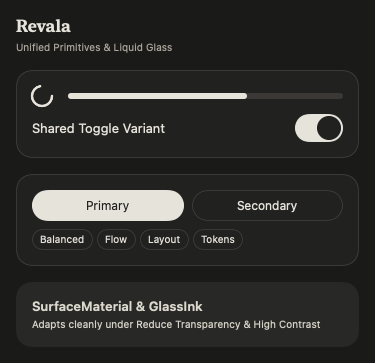 Revala
Unified Primitives & Liquid Glass
Shared Toggle Variant
Primary
Secondary
Balanced
Flow
Layout
Tokens
SurfaceMaterial & GlassInk
Adapts cleanly under Reduce Transparency & High Contrast